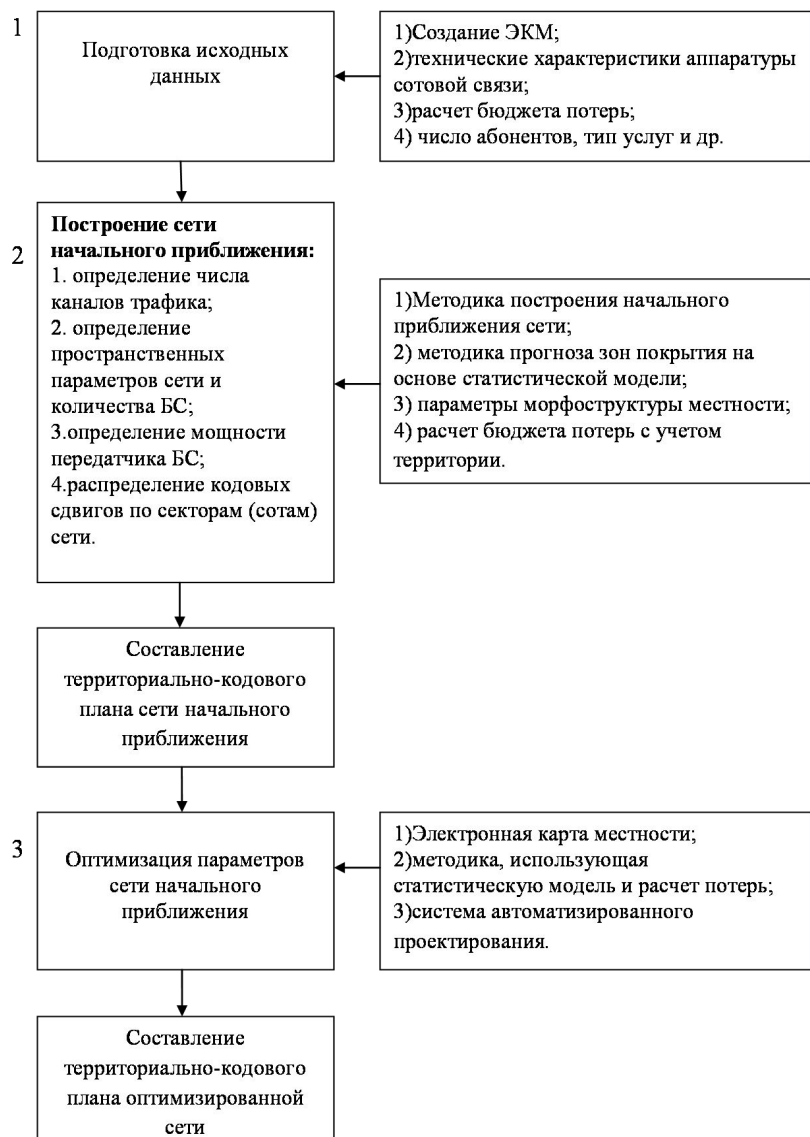 1
Подготовка исходных
данных
1)Создание ЭКМ;
2)технические характеристики аппаратуры
сотовой связи;
3)расчет бюджета потерь;
4) число абонентов, тип услуг и др.
2
Построение сети
начального приближения:
1. определение числа
каналов трафика;
2. определение
пространственных
параметров сети и
количества БС;
3.определение мощности
передатчика БС;
4.распределение кодовых
сдвигов по секторам (сотам)
сети.
1)Методика построения начального
приближения сети;
2) методика прогноза зон покрытия на
основе статистической модели;
3) параметры морфоструктуры местности;
4) расчет бюджета потерь с учетом
территории.
Составление
территориально-кодового
плана сети начального
приближения
3
Оптимизация параметров
сети начального
приближения
1)Электронная карта местности;
2)методика, использующая
статистическую модель и расчет потерь;
3)система автоматизированного
проектирования.
Составление
территориально-кодового
плана оптимизированной
сети